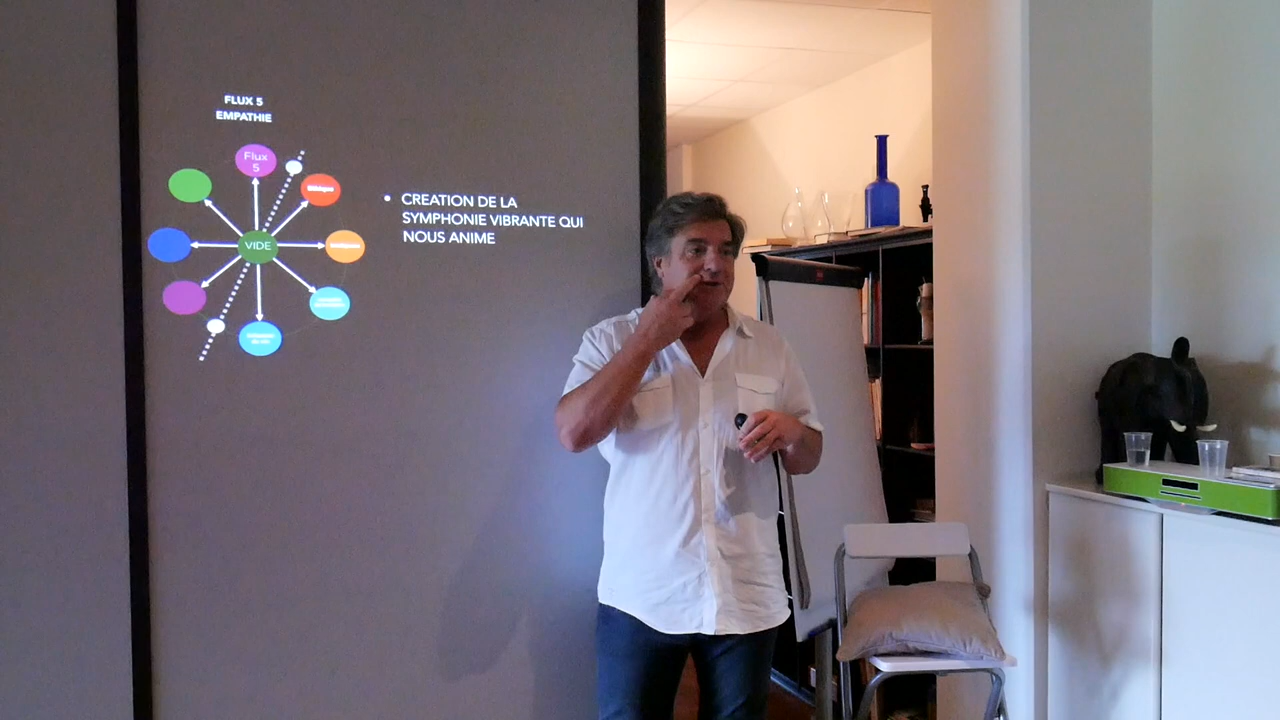 FLUX 5
EMPATHIE
Flux
5
VIDE
• CREATION DE LA
SYMPHONIE VIBRANTE QUI
NOUS ANIME